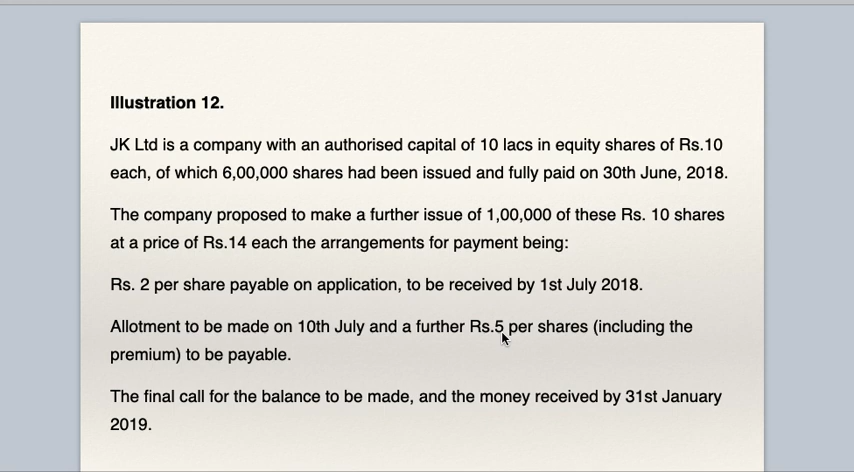 Illustration 12.
JK Ltd is a company with an authorised capital of 10 lacs in equity shares of Rs.10
each, of which 6,00,000 shares had been issued and fully paid on 30th June, 2018.
The company proposed to make a further issue of 1,00,000 of these Rs. 10 shares
at a price of Rs.14 each the arrangements for payment being:
Rs. 2 per share payable on application, to be received by 1st July 2018.
Allotment to be made on 10th July and a further Rs.5 per shares (including the
premium) to be payable.
The final call for the balance to be made, and the money received by 31st January
2019.